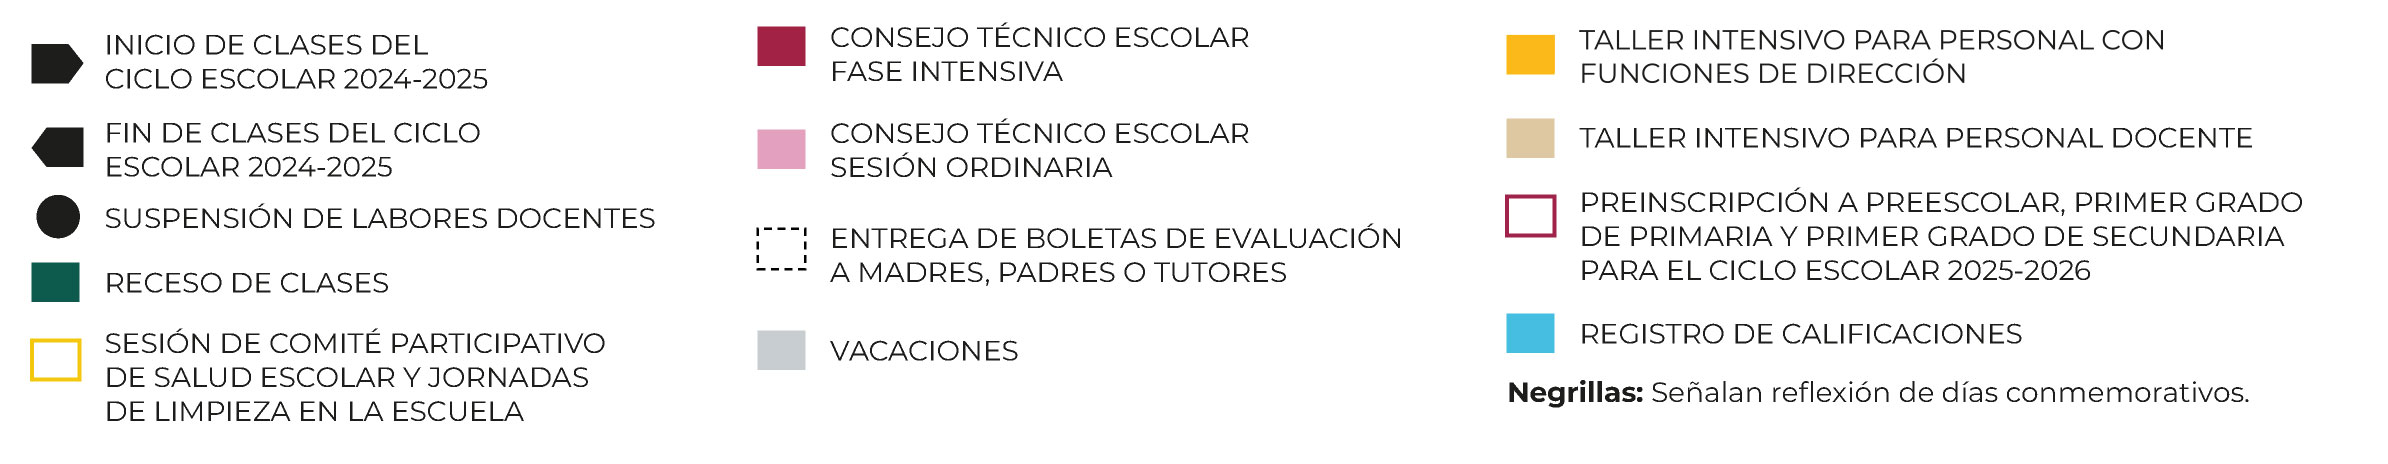 INICIO DE CLASES DEL
CICLO ESCOLAR 2024-2025
FIN DE CLASES DEL CICLO
ESCOLAR 2024-2025
SUSPENSIÓN DE LABORES DOCENTES
RECESO DE CLASES
SESIÓN DE COMITÉ PARTICIPATIVO
DE SALUD ESCOLAR Y JORNADAS
DE LIMPIEZA EN LA ESCUELA
CONSEJO TÉCNICO ESCOLAR
FASE INTENSIVA
CONSEJO TÉCNICO ESCOLAR
SESIÓN ORDINARIA
ENTREGA DE BOLETAS DE EVALUACIÓN
A MADRES, PADRES O TUTORES
VACACIONES
TALLER INTENSIVO PARA PERSONAL CON
FUNCIONES DE DIRECCIÓN
TALLER INTENSIVO PARA PERSONAL DOCENTE
PREINSCRIPCIÓN A PREESCOLAR, PRIMER GRADO
DE PRIMARIA Y PRIMER GRADO DE SECUNDARIA
PARA EL CICLO ESCOLAR 2025-2026
REGISTRO DE CALIFICACIONES
Negrillas: Señalan reflexión de días conmemorativos.